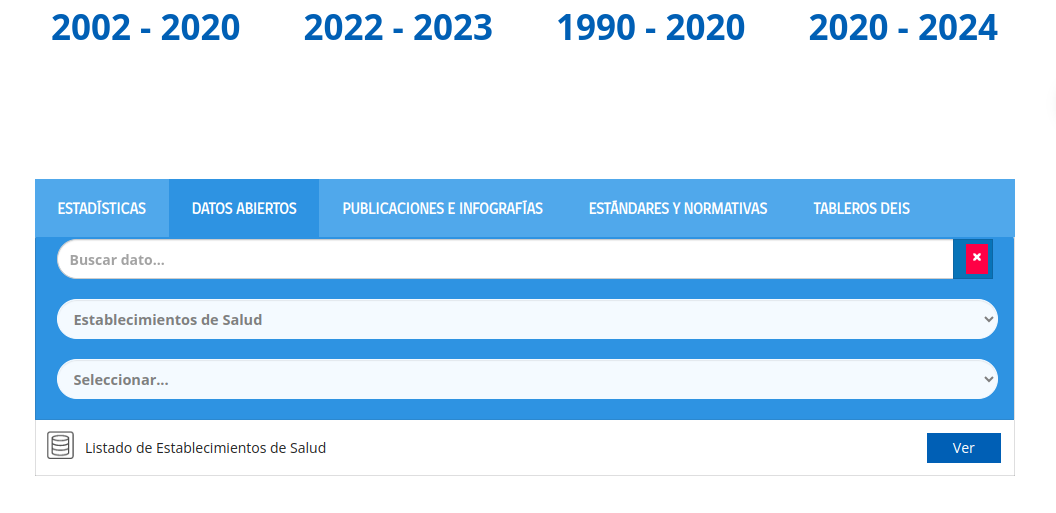 2002 - 2020 2022 - 2023 1990 - 2020 2020 - 2024
ESTADÍSTICAS DATOS ABIERTOS PUBLICACIONES E INFOGRAFÍAS ESTÁNDARES Y NORMATIVAS TABLEROS DEIS
Buscar dato...
Establecimientos de Salud
Seleccionar...
Listado de Establecimientos de Salud Ver